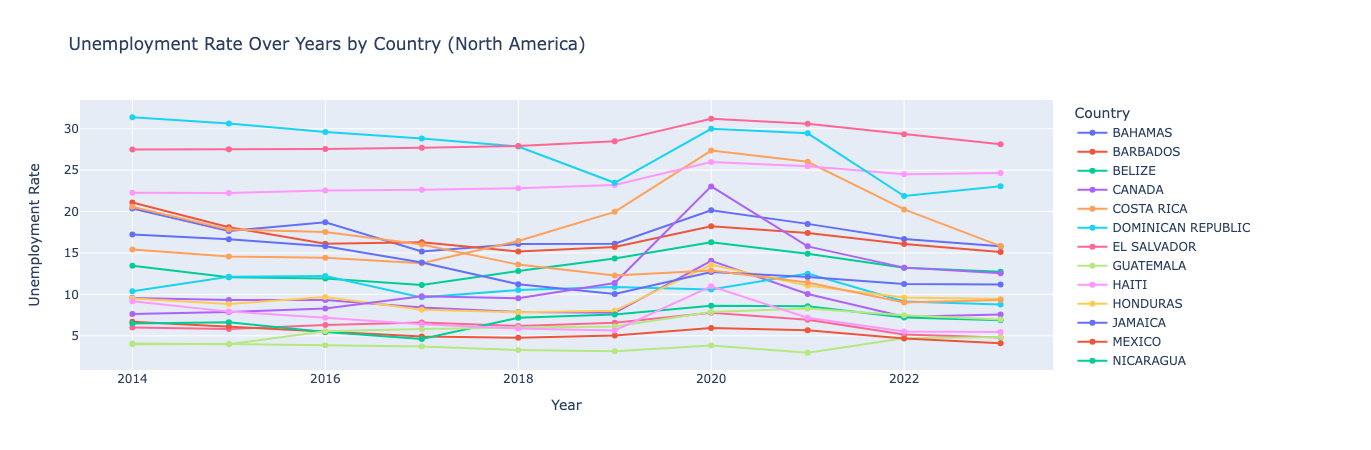 Unemployment Rate Over Years by Country (North America)
Unemployment Rate
30
25
20
15
10
5
2014
2016
2018
2020
2022
Year
Country
BAHAMAS
BARBADOS
BELIZE
CANADA
COSTA RICA
DOMINICAN REPUBLIC
EL SALVADOR
GUATEMALA
HAITI
HONDURAS
JAMAICA
MEXICO
NICARAGUA